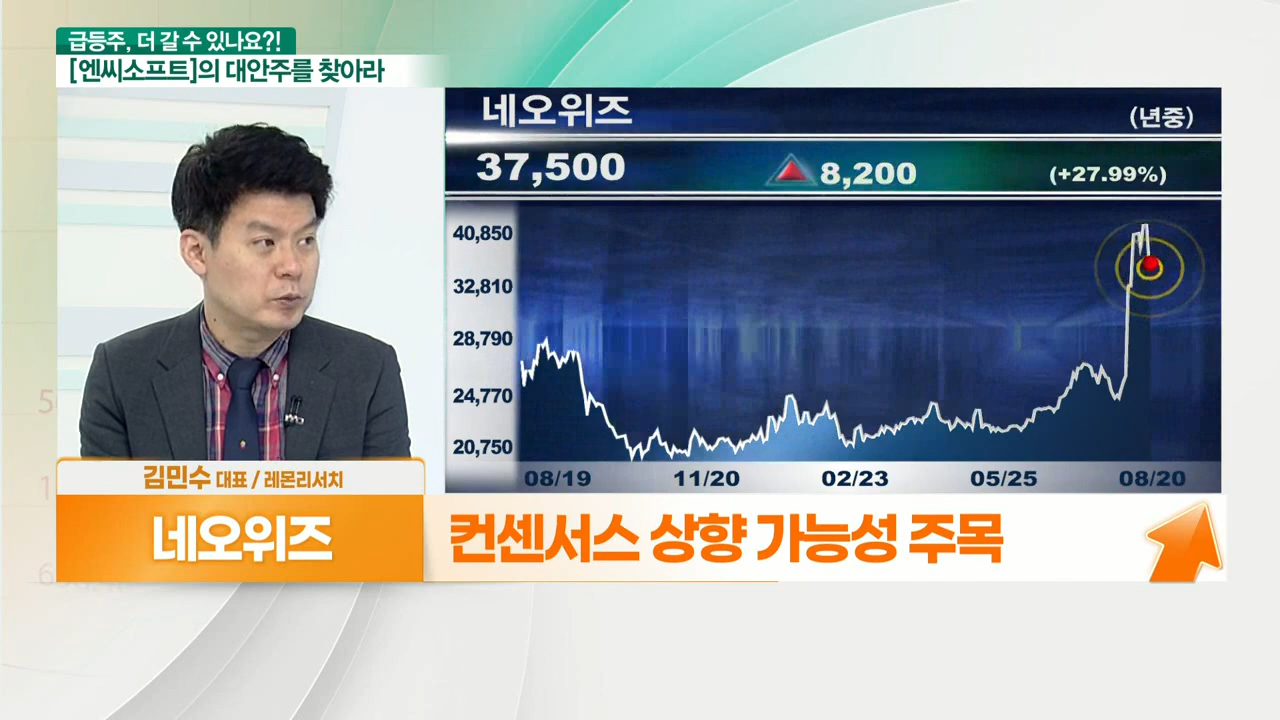 급등주, 더 갈 수 있나요?!
[엔씨소프트]의 대안주를 찾아라
네오위즈 (년중)
37,500 8,200 (+27.99%)
40,850
32,810
28,790
24,770
20,750
08/19 11/20 02/23 05/25 08/20
김민수 대표 / 레몬리서치
네오위즈
컨센서스 상향 가능성 주목